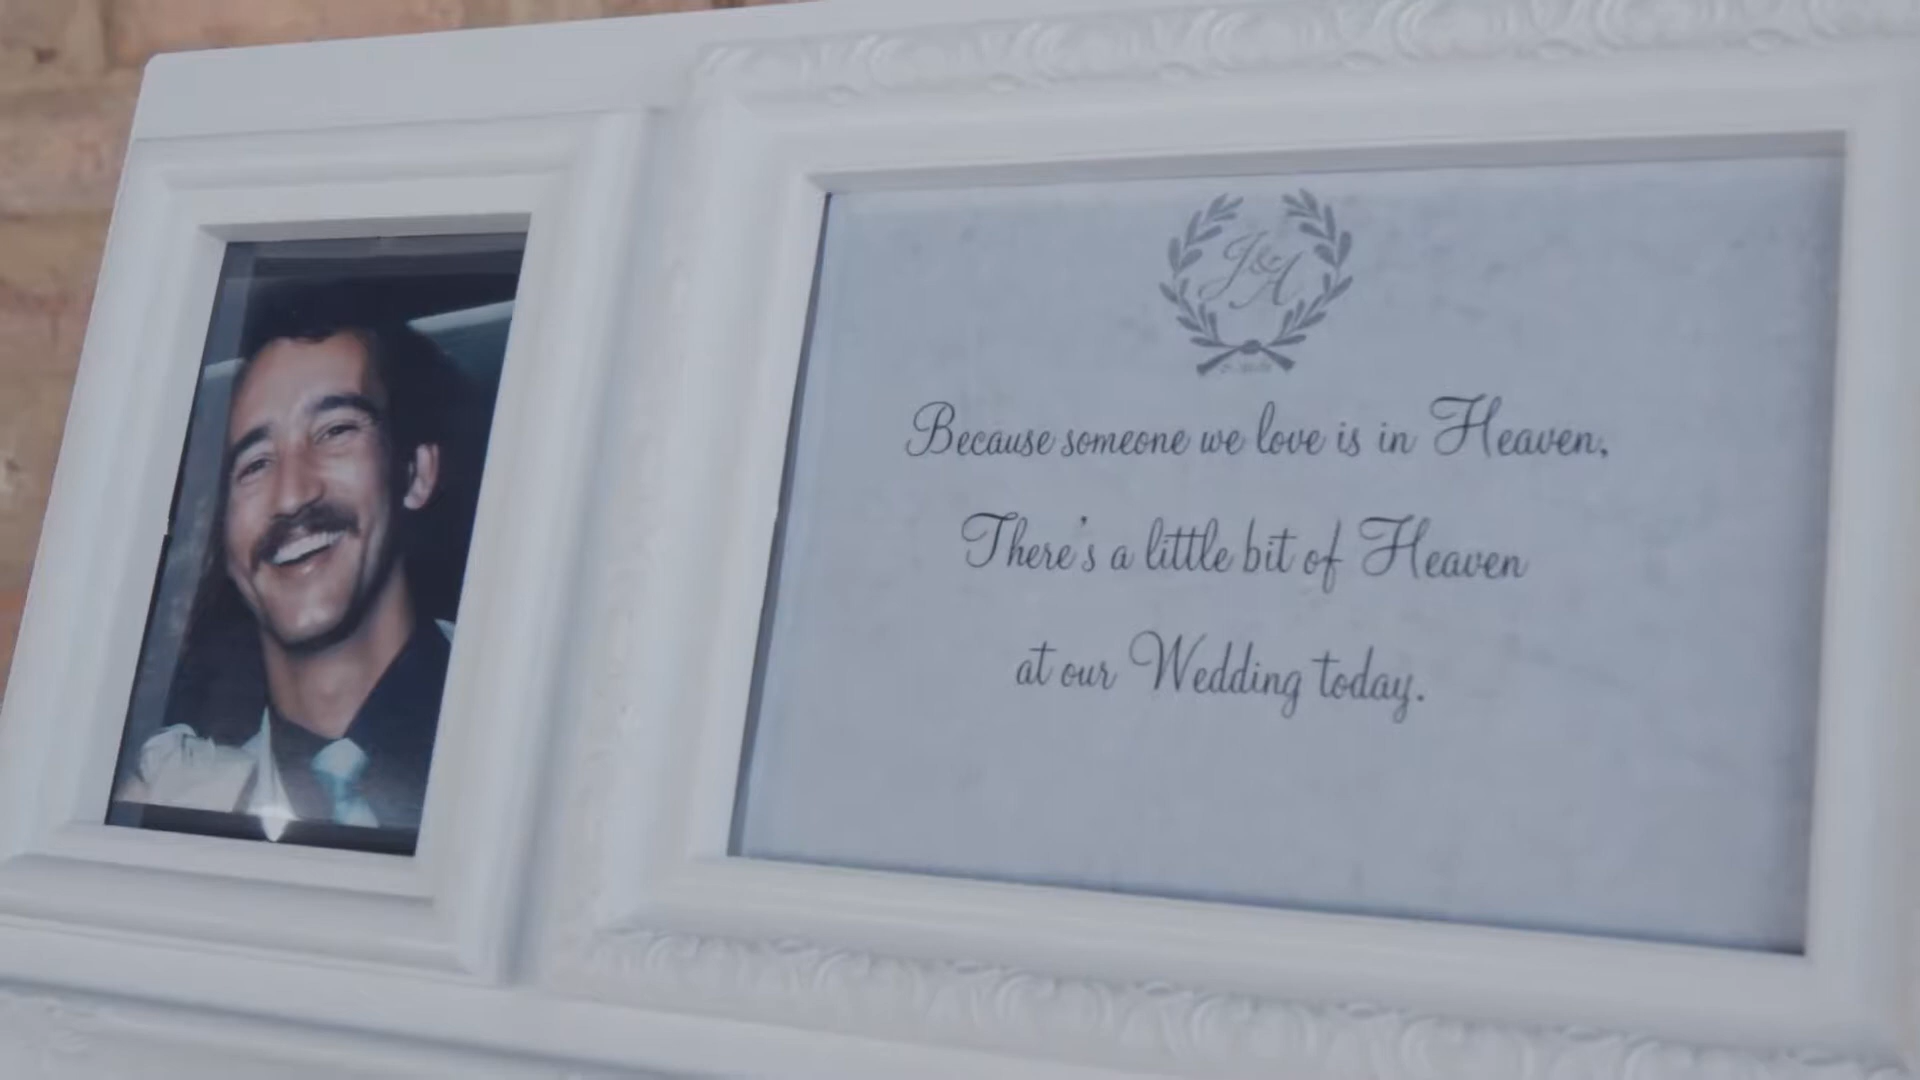 J&A
Because someone we love is in Heaven,
There's a little bit of Heaven
at our Wedding today.